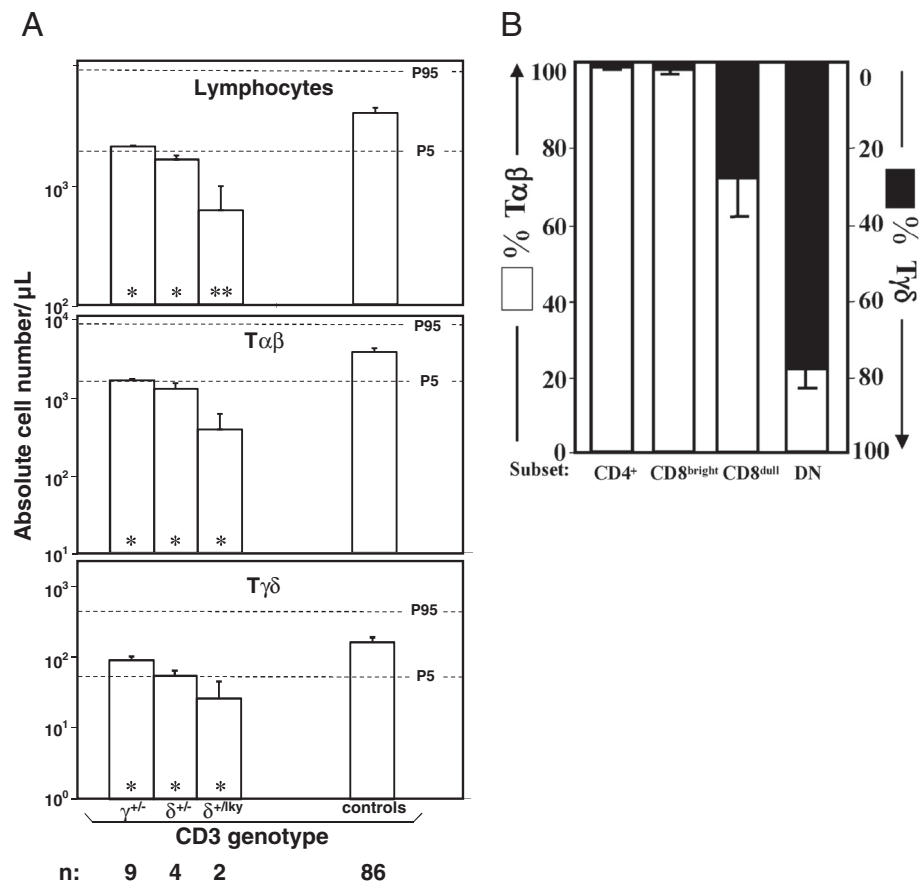 A
Absolute cell number/ μL
Lymphocytes
P95
P5
10³
10²
* * **
Tαβ
P95
P5
10⁴
10³
10²
10¹
* * *
Tγδ
P95
P5
10³
10²
10¹
10⁰
* * *
γ+/- δ+/- δ+/lky controls
CD3 genotype
n: 9 4 2 86
B
% Tαβ
100
80
60
40
20
0
0
20
40
60
80
100
% Tγδ
Subset: CD4⁺ CD8bright CD8dull DN